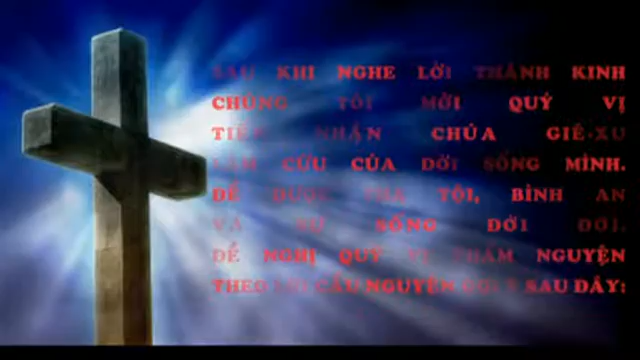 SAU KHI NGHE LỜI THÁNH KINH
CHÚNG TÔI MỜI QUÝ VỊ
TIẾP NHẬN CHÚA GIÊ-XU
LÀM CỨU CỦA ĐỜI SỐNG MÌNH.
ĐỂ ĐƯỢC THA TỘI, BÌNH AN
VÀ SỰ SỐNG ĐỜI ĐỜI.
ĐỀ NGHỊ QUÝ VỊ THẦM NGUYỆN
THEO LỜI CẦU NGUYỆN GỢI Ý SAU ĐÂY: